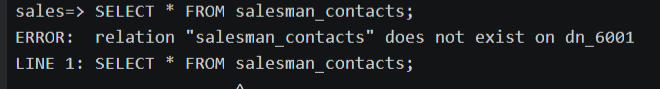 sales=> SELECT * FROM salesman_contacts;
ERROR:  relation "salesman_contacts" does not exist on dn_6001
LINE 1: SELECT * FROM salesman_contacts;
                      ^